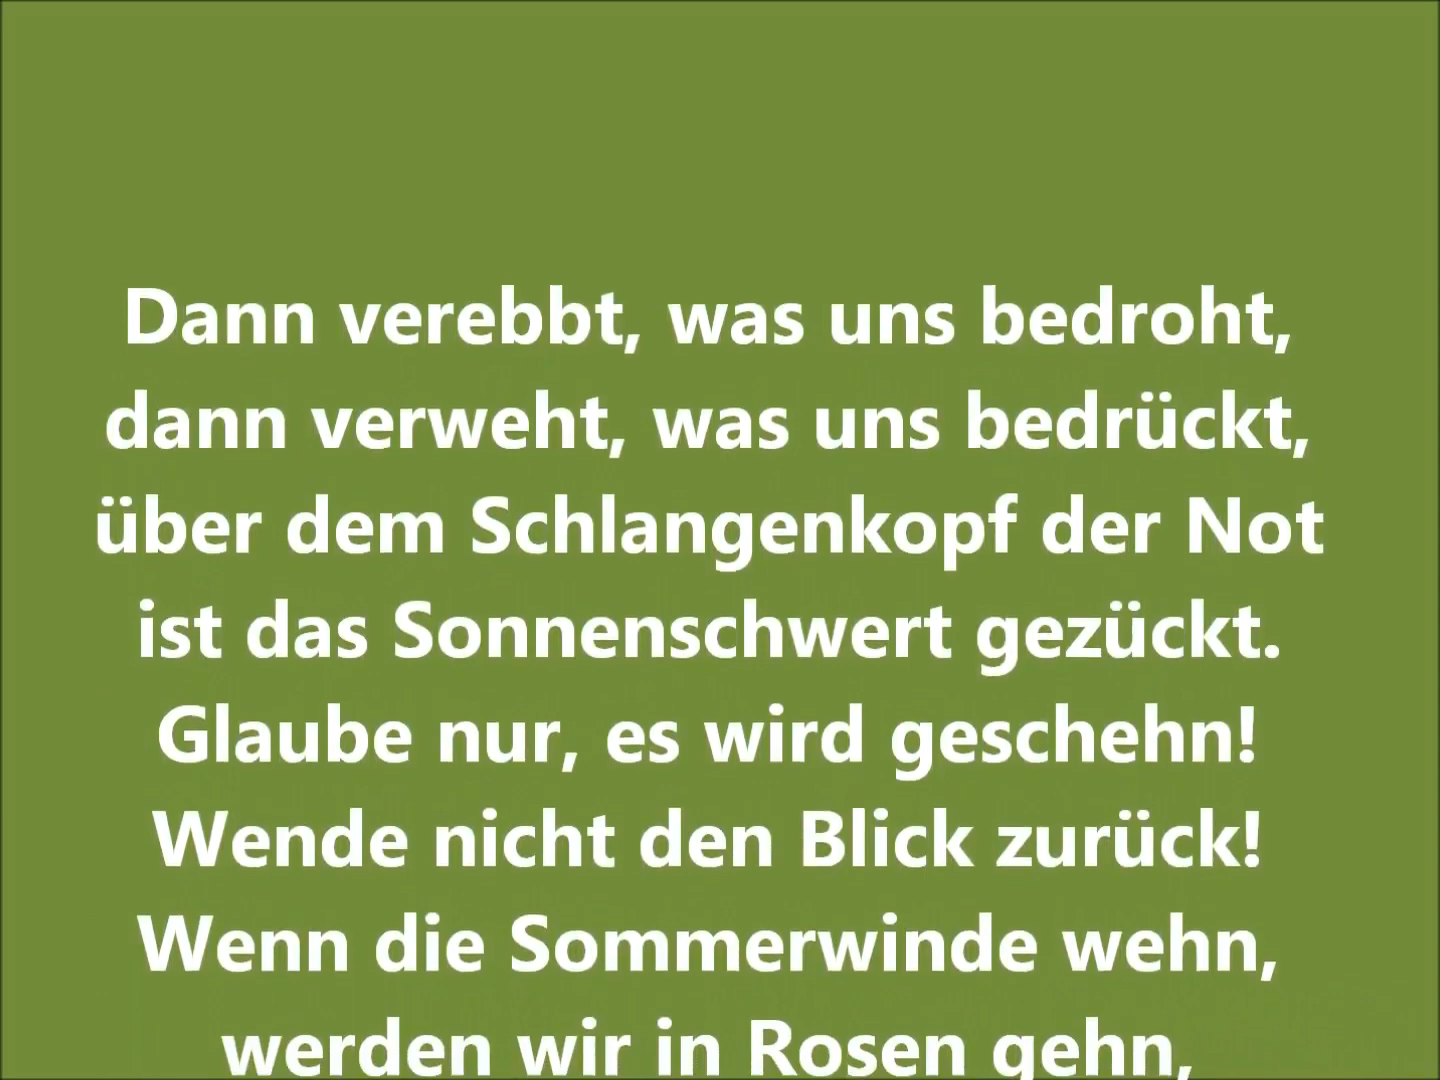 Dann verebbt, was uns bedroht,
dann verweht, was uns bedrückt,
über dem Schlangenkopf der Not
ist das Sonnenschwert gezückt.
Glaube nur, es wird geschehn!
Wende nicht den Blick zurück!
Wenn die Sommerwinde wehn,
werden wir in Rosen gehn,